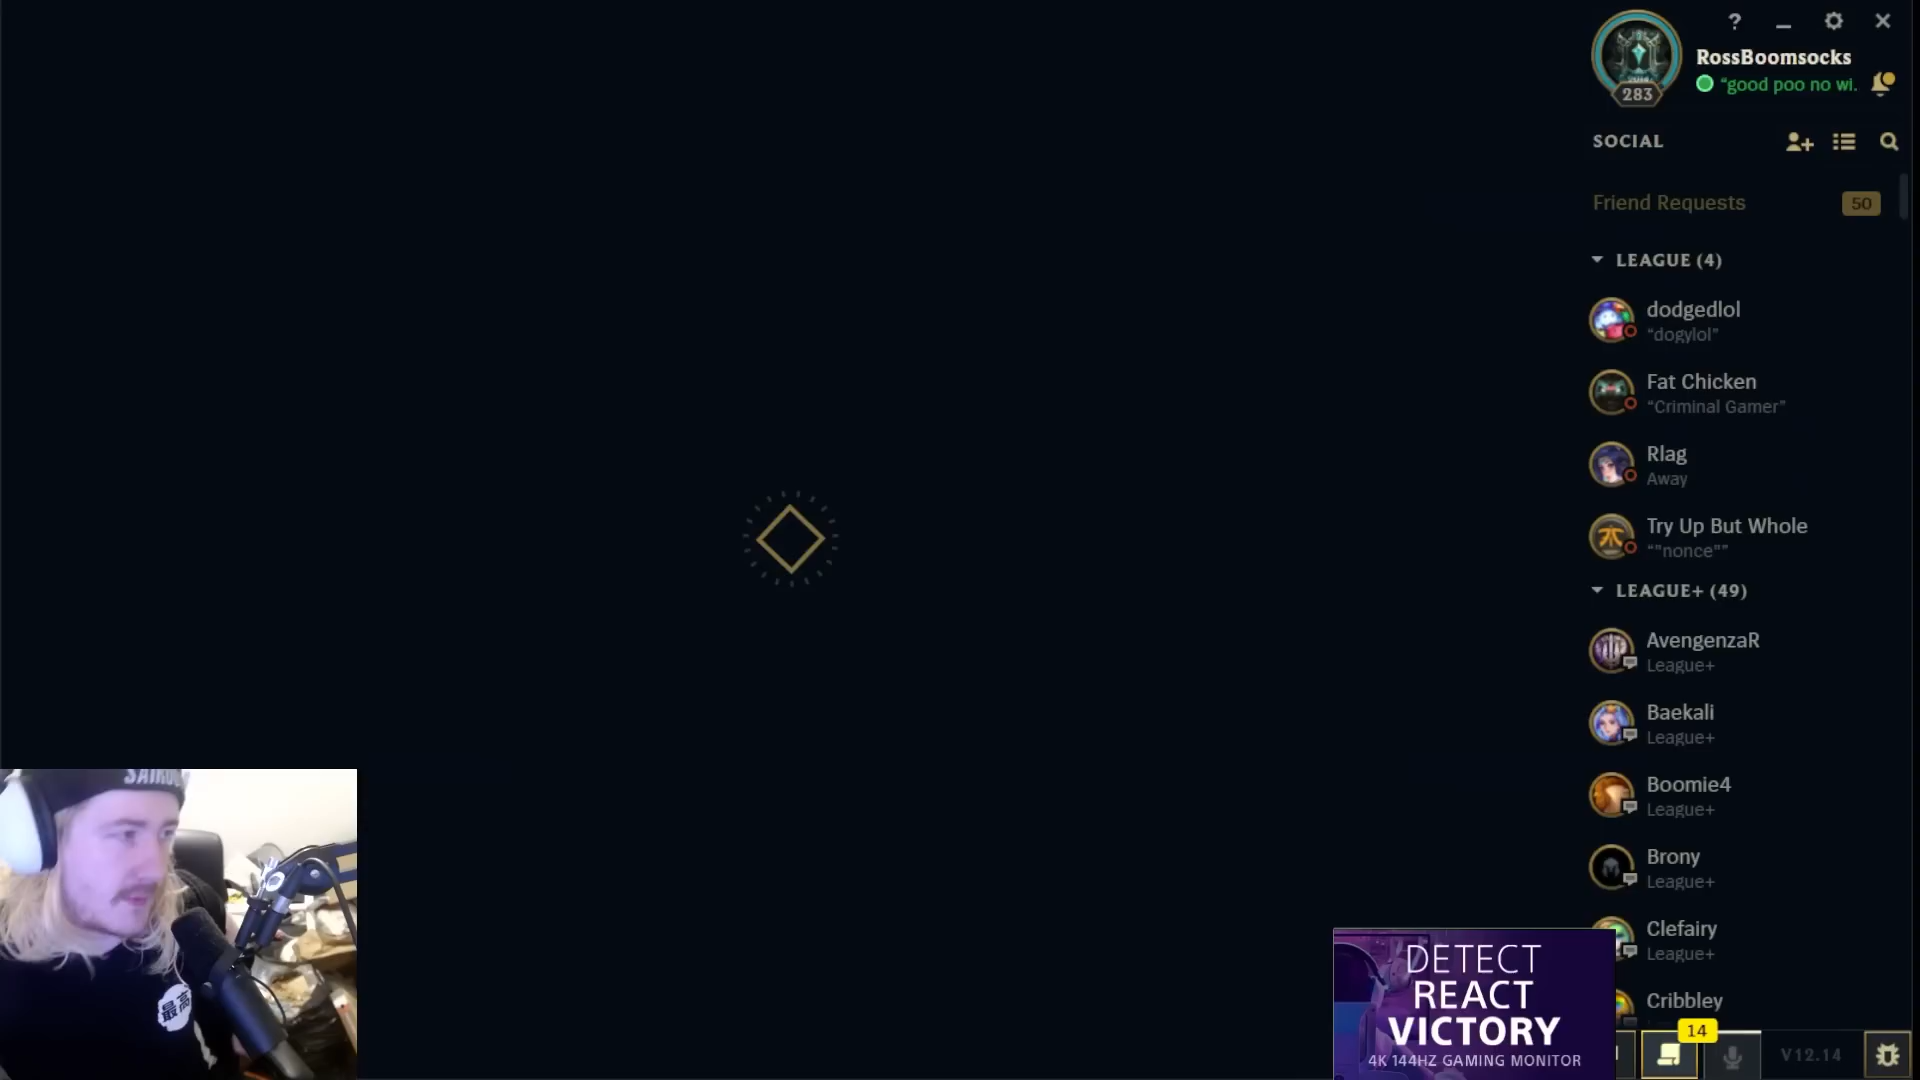 RossBoomsocks
283
"good poo no wi.
SOCIAL
Friend Requests
50
LEAGUE (4)
dodgedlol
"dogylol"
Fat Chicken
"Criminal Gamer"
Rlag
Away
Try Up But Whole
""nonce""
LEAGUE+ (49)
AvengenzaR
League+
Baekali
League+
Boomie4
League+
Brony
League+
Clefairy
League+
Cribbley
14
V12.14
DETECT
REACT
VICTORY
4K 144HZ GAMING MONITOR
最高